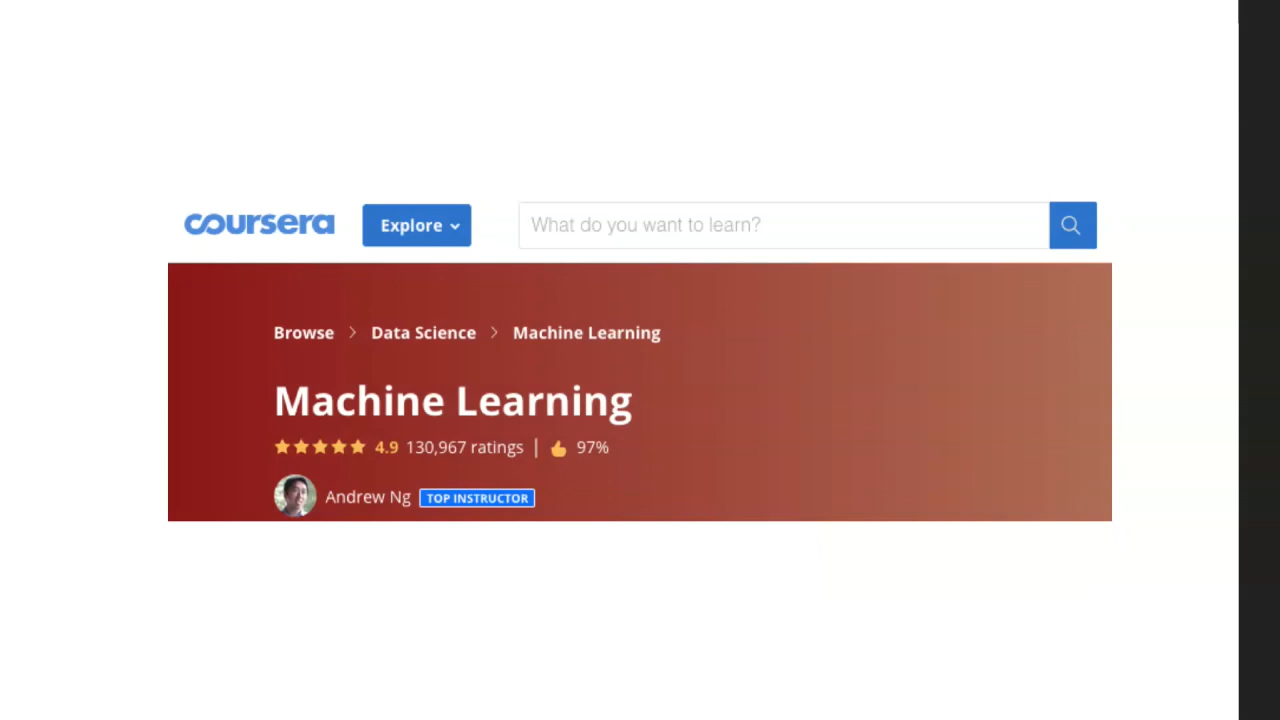 coursera Explore What do you want to learn?
Browse > Data Science > Machine Learning
Machine Learning
4.9 130,967 ratings | 97%
Andrew Ng TOP INSTRUCTOR